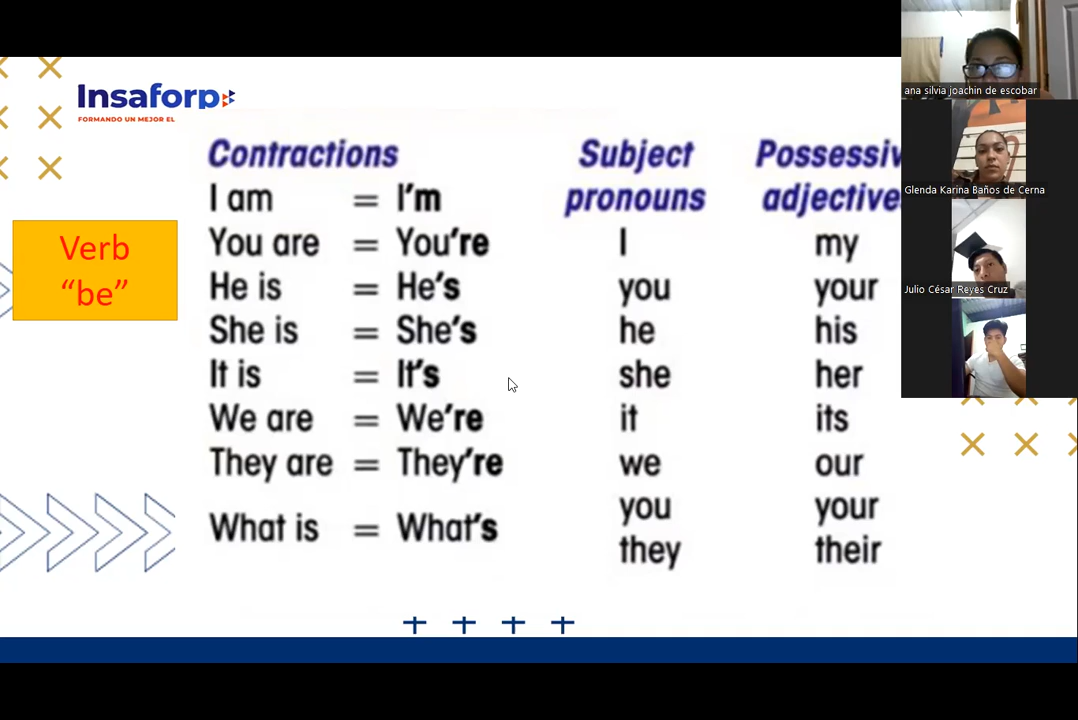 Insaforp
FORMANDO UN MEJOR EL
Verb
“be”
Contractions
I am = I'm
You are = You're
He is = He's
She is = She's
It is = It's
We are = We're
They are = They're
What is = What's
Subject
pronouns
I
you
he
she
it
we
you
they
Possessiv
adjective
my
your
his
her
its
our
your
their
ana silvia joachin de escobar
Glenda Karina Baños de Cerna
Julio César Reyes Cruz